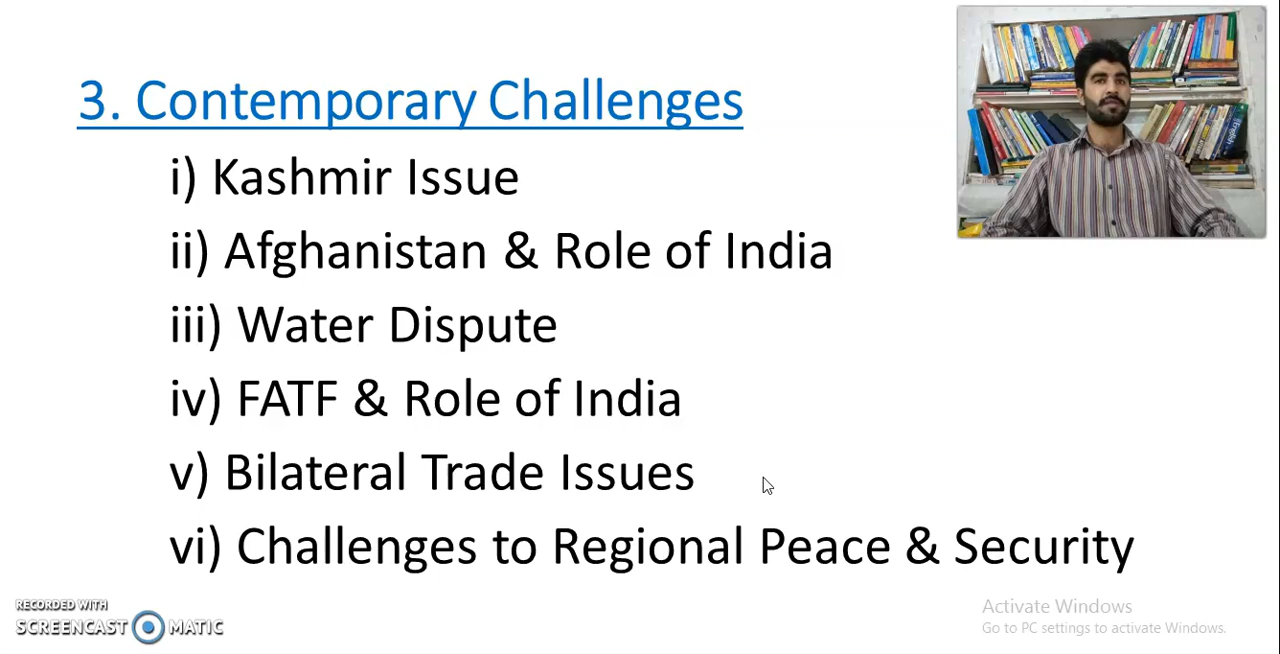 3. Contemporary Challenges
i) Kashmir Issue
ii) Afghanistan & Role of India
iii) Water Dispute
iv) FATF & Role of India
v) Bilateral Trade Issues
vi) Challenges to Regional Peace & Security
RECORDED WITH
SCREENCAST MATIC
Activate Windows
Go to PC settings to activate Windows.
English